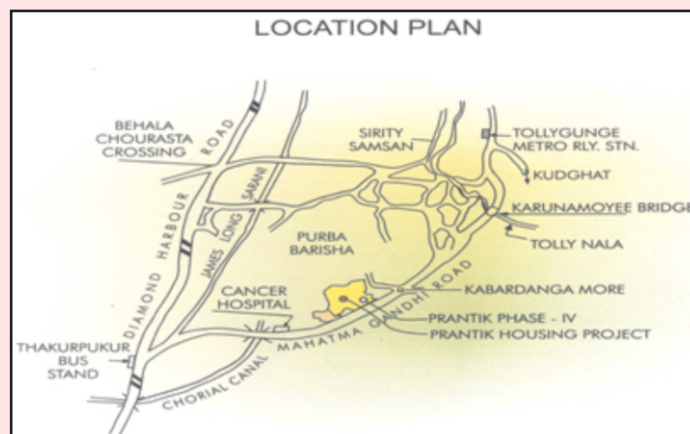 LOCATION PLAN
BEHALA
CHOURASTA
CROSSING
DIAMOND HARBOUR ROAD
JAMES LONG SARANI
SIRITY
SAMSAN
TOLLYGUNGE
METRO RLY. STN.
KUDGHAT
KARUNAMOYEE BRIDGE
TOLLY NALA
PURBA
BARISHA
CANCER
HOSPITAL
KABARDANGA MORE
PRANTIK PHASE - IV
PRANTIK HOUSING PROJECT
MAHATMA GANDHI ROAD
THAKURPUKUR
BUS
STAND
CHORIAL CANAL